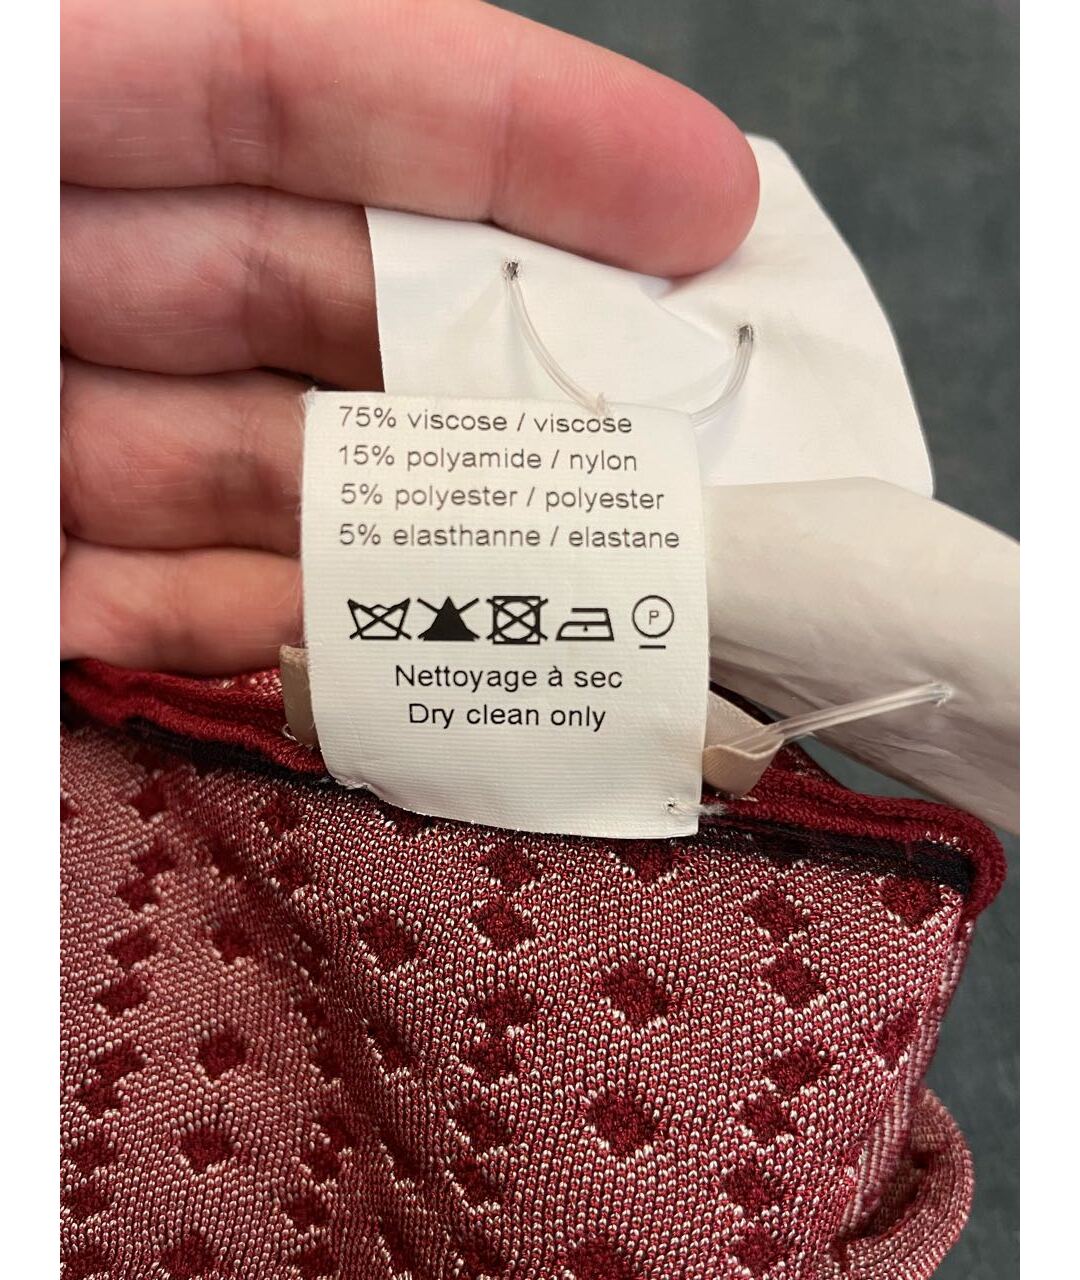 75% viscose / viscose
15% polyamide / nylon
5% polyester / polyester
5% elasthanne / elastane
P
Nettoyage à sec
Dry clean only